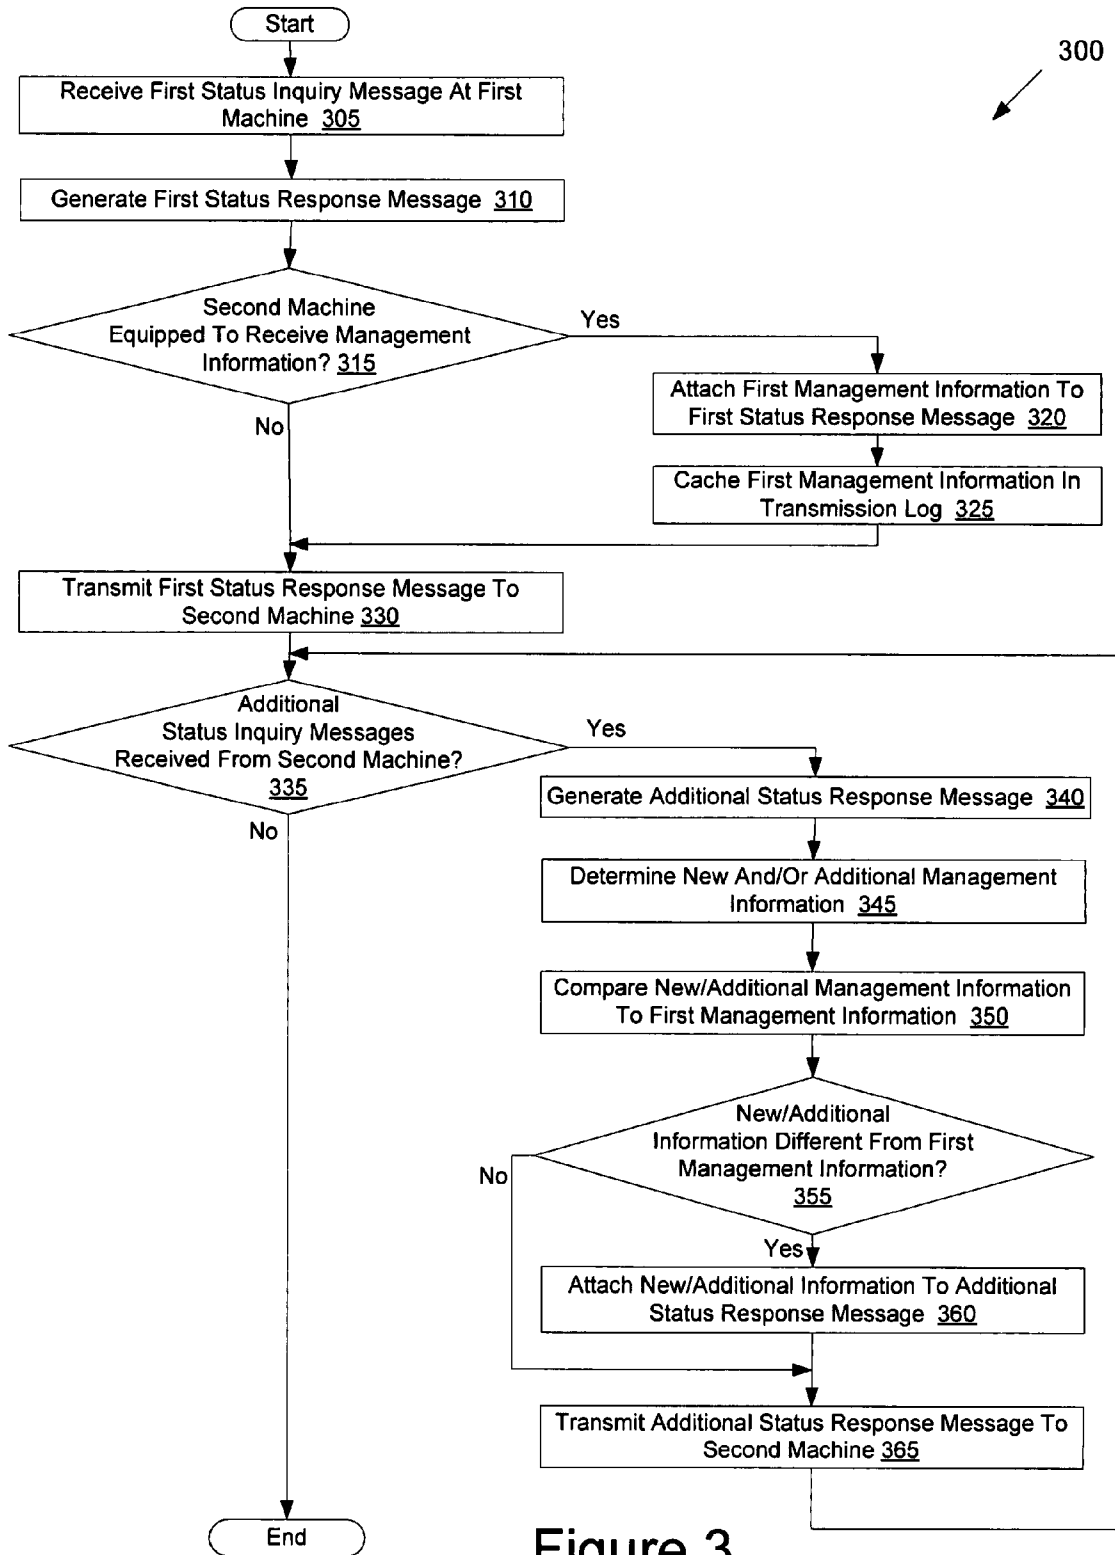 Start
300
Receive First Status Inquiry Message At First
Machine 305
Generate First Status Response Message 310
Second Machine
Equipped To Receive Management
Information? 315
Yes
No
Attach First Management Information To
First Status Response Message 320
Cache First Management Information In
Transmission Log 325
Transmit First Status Response Message To
Second Machine 330
Additional
Status Inquiry Messages
Received From Second Machine?
335
Yes
No
Generate Additional Status Response Message 340
Determine New And/Or Additional Management
Information 345
Compare New/Additional Management Information
To First Management Information 350
New/Additional
Information Different From First
Management Information?
355
No
Yes
Attach New/Additional Information To Additional
Status Response Message 360
Transmit Additional Status Response Message To
Second Machine 365
End
Figure 3